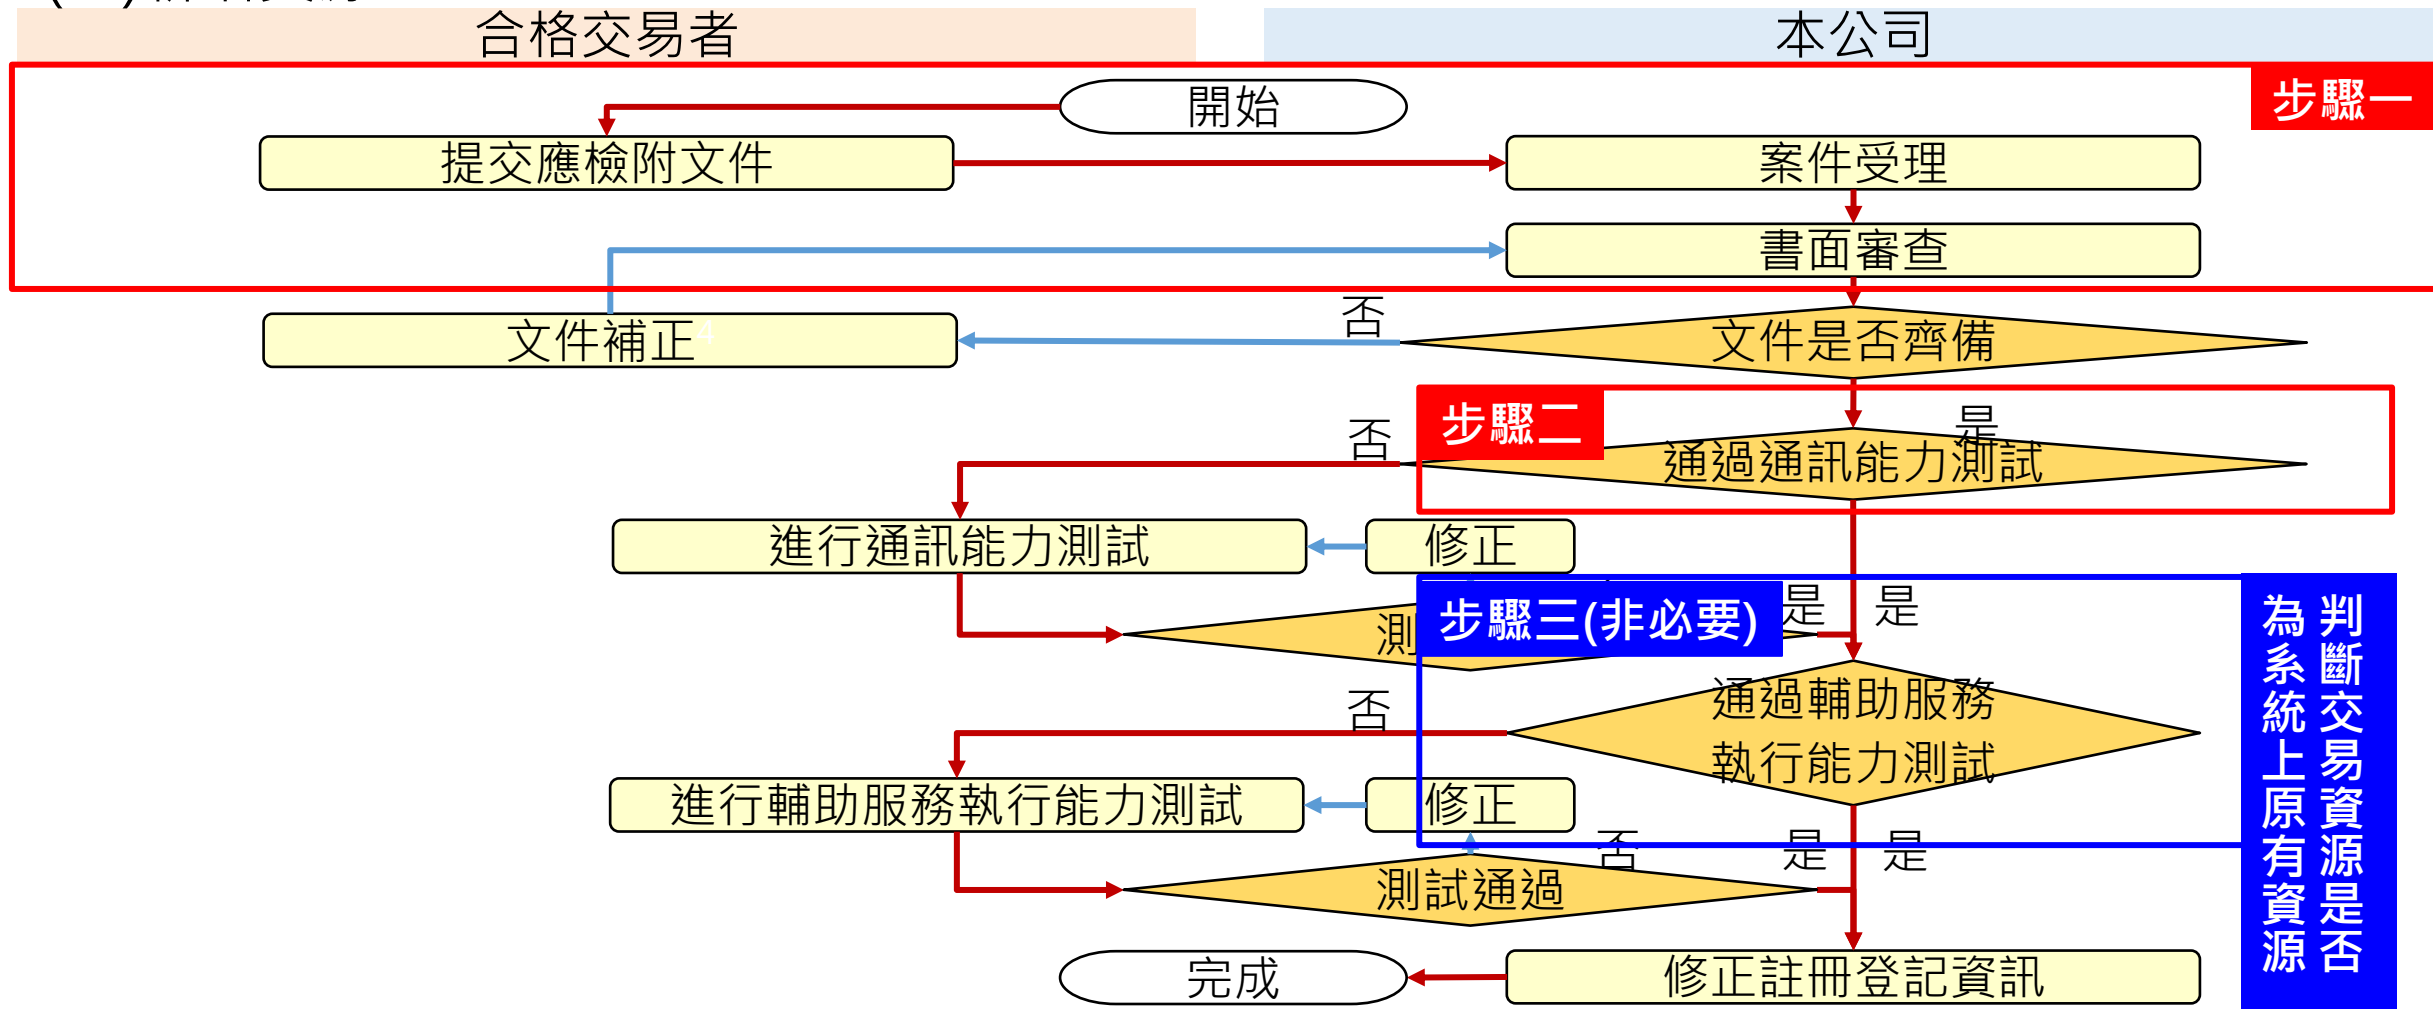 合格交易者
本公司
步驟一
開始
提交應檢附文件
案件受理
書面審查
否
文件補正4
文件是否齊備
步驟二
是
否
通過通訊能力測試
進行通訊能力測試
修正
步驟三(非必要)
是
是
測
判斷交易資源是否
為系統上原有資源
否
通過輔助服務
執行能力測試
進行輔助服務執行能力測試
修正
否
是
是
測試通過
完成
修正註冊登記資訊